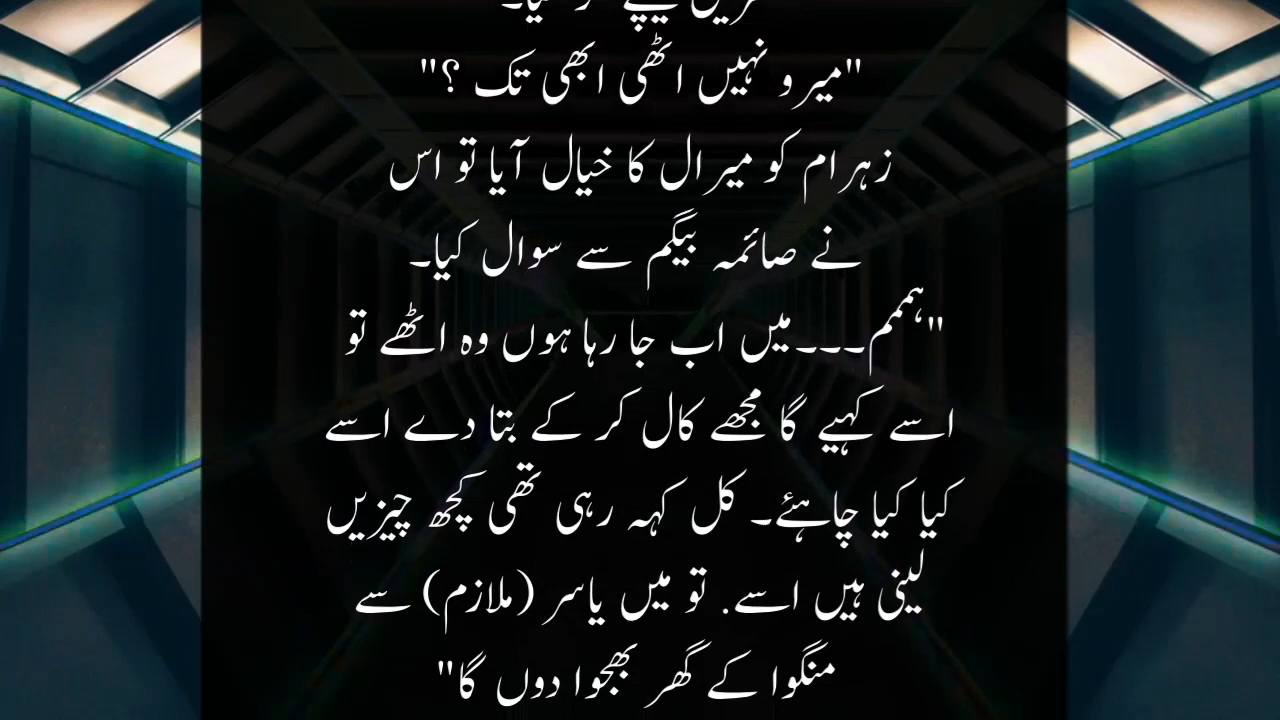 "میرو نہیں اٹھی ابھی تک ؟"
زہرام کو میرال کا خیال آیا تو اس
نے صائمہ بیگم سے سوال کیا۔
"ہممم۔۔۔میں اب جا رہا ہوں وہ اٹھے تو
اسے کہیے گا مجھے کال کر کے بتا دے اسے
کیا کیا چاہئے۔ کل کہہ رہی تھی کچھ چیزیں
لینی ہیں اسے. تو میں یاسر (ملازم) سے
منگوا کے گھر بھجوا دوں گا"